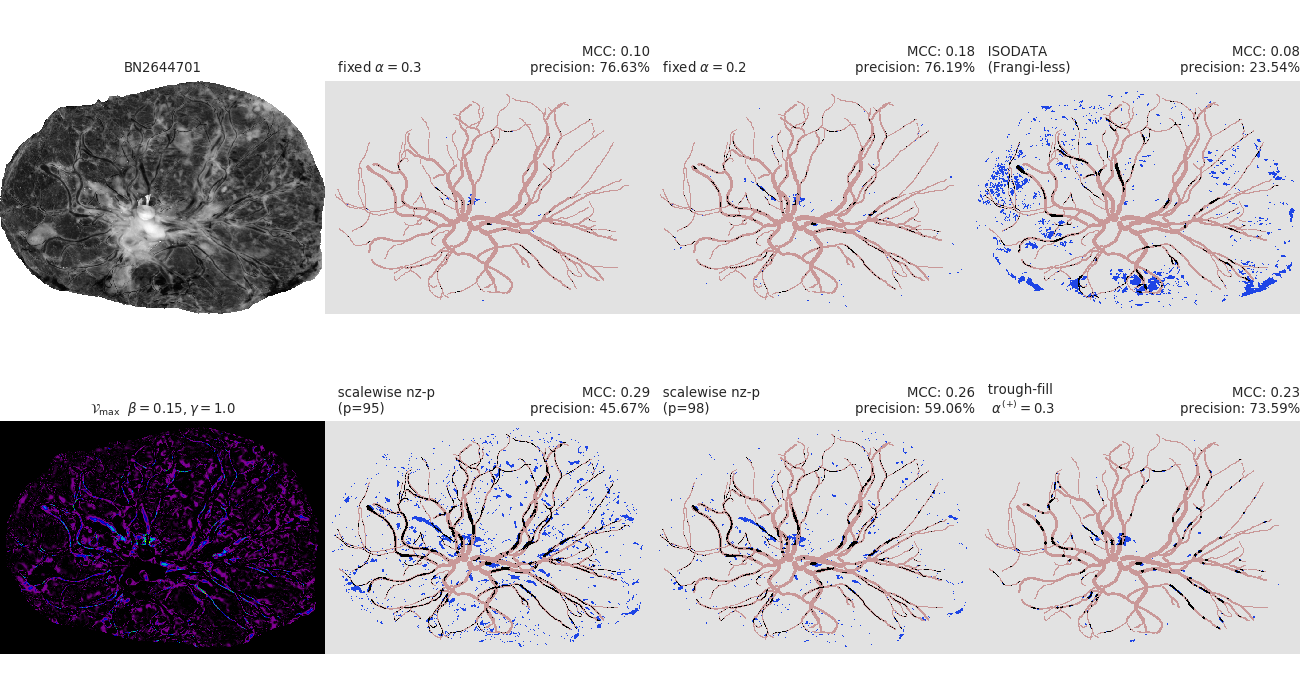 BN2644701
fixed α = 0.3
MCC: 0.10
precision: 76.63%
fixed α = 0.2
MCC: 0.18
precision: 76.19%
ISODATA
(Frangi-less)
MCC: 0.08
precision: 23.54%
𝒱max β = 0.15, γ = 1.0
scalewise nz-p
(p=95)
MCC: 0.29
precision: 45.67%
scalewise nz-p
(p=98)
MCC: 0.26
precision: 59.06%
trough-fill
α(+) = 0.3
MCC: 0.23
precision: 73.59%